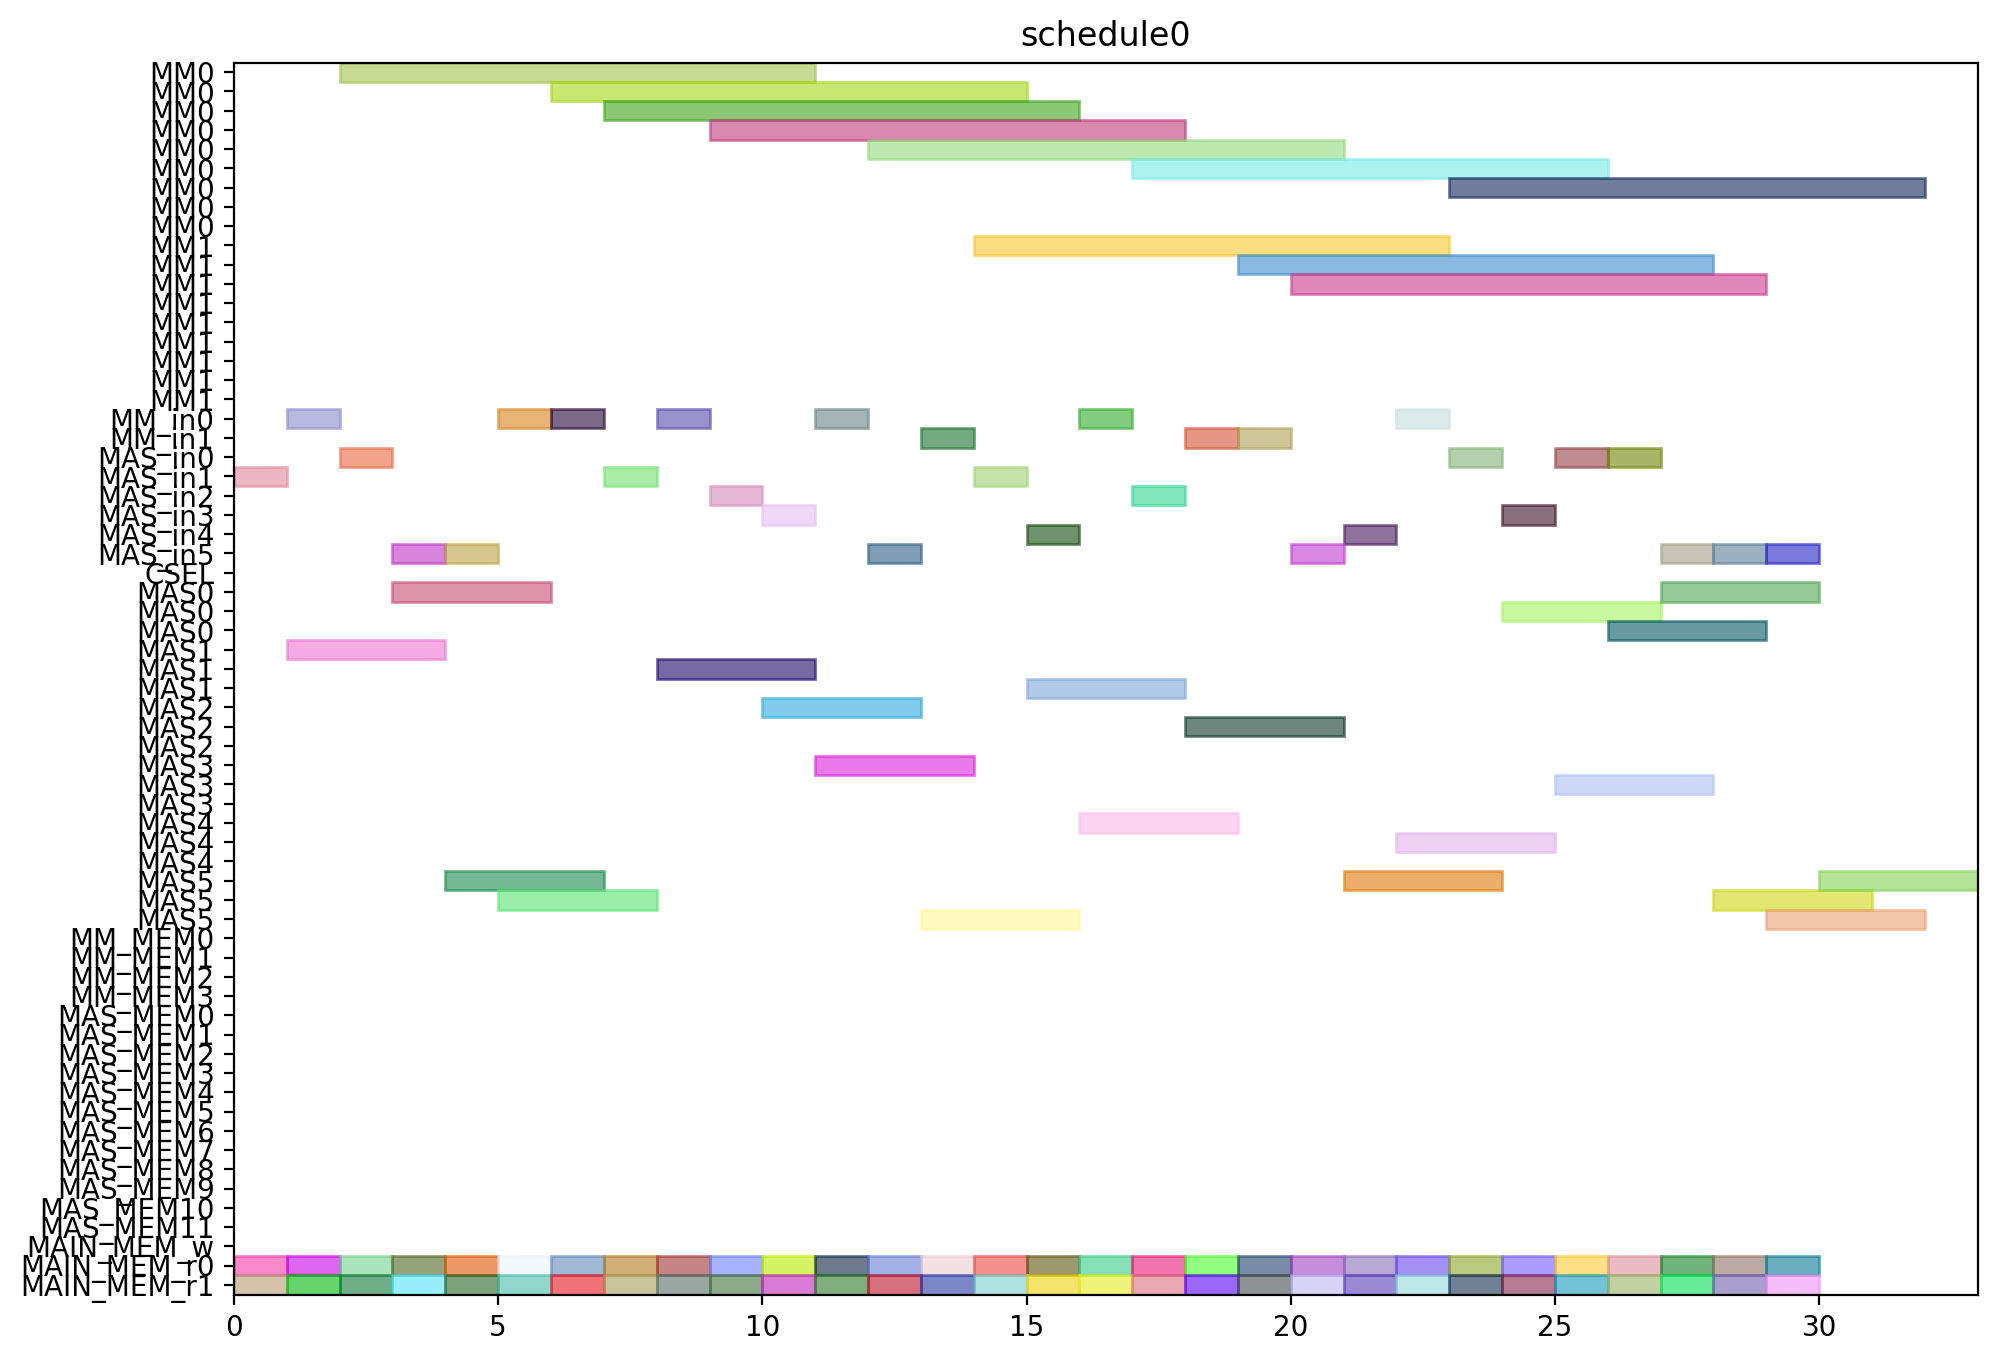 schedule0
MM0
MM0
MM0
MM0
MM0
MM0
MM0
MM0
MM0
MM1
MM1
MM1
MM1
MM1
MM1
MM1
MM1
MM1
MM_in0
MM_in1
MAS_in0
MAS_in1
MAS_in2
MAS_in3
MAS_in4
MAS_in5
CSEL
MAS0
MAS0
MAS0
MAS1
MAS1
MAS1
MAS2
MAS2
MAS2
MAS3
MAS3
MAS3
MAS4
MAS4
MAS4
MAS5
MAS5
MAS5
MM_MEM0
MM_MEM1
MM_MEM2
MM_MEM3
MAS_MEM0
MAS_MEM1
MAS_MEM2
MAS_MEM3
MAS_MEM4
MAS_MEM5
MAS_MEM6
MAS_MEM7
MAS_MEM8
MAS_MEM9
MAS_MEM10
MAS_MEM11
MAIN_MEM_w
MAIN_MEM_r0
MAIN_MEM_r1
0 5 10 15 20 25 30